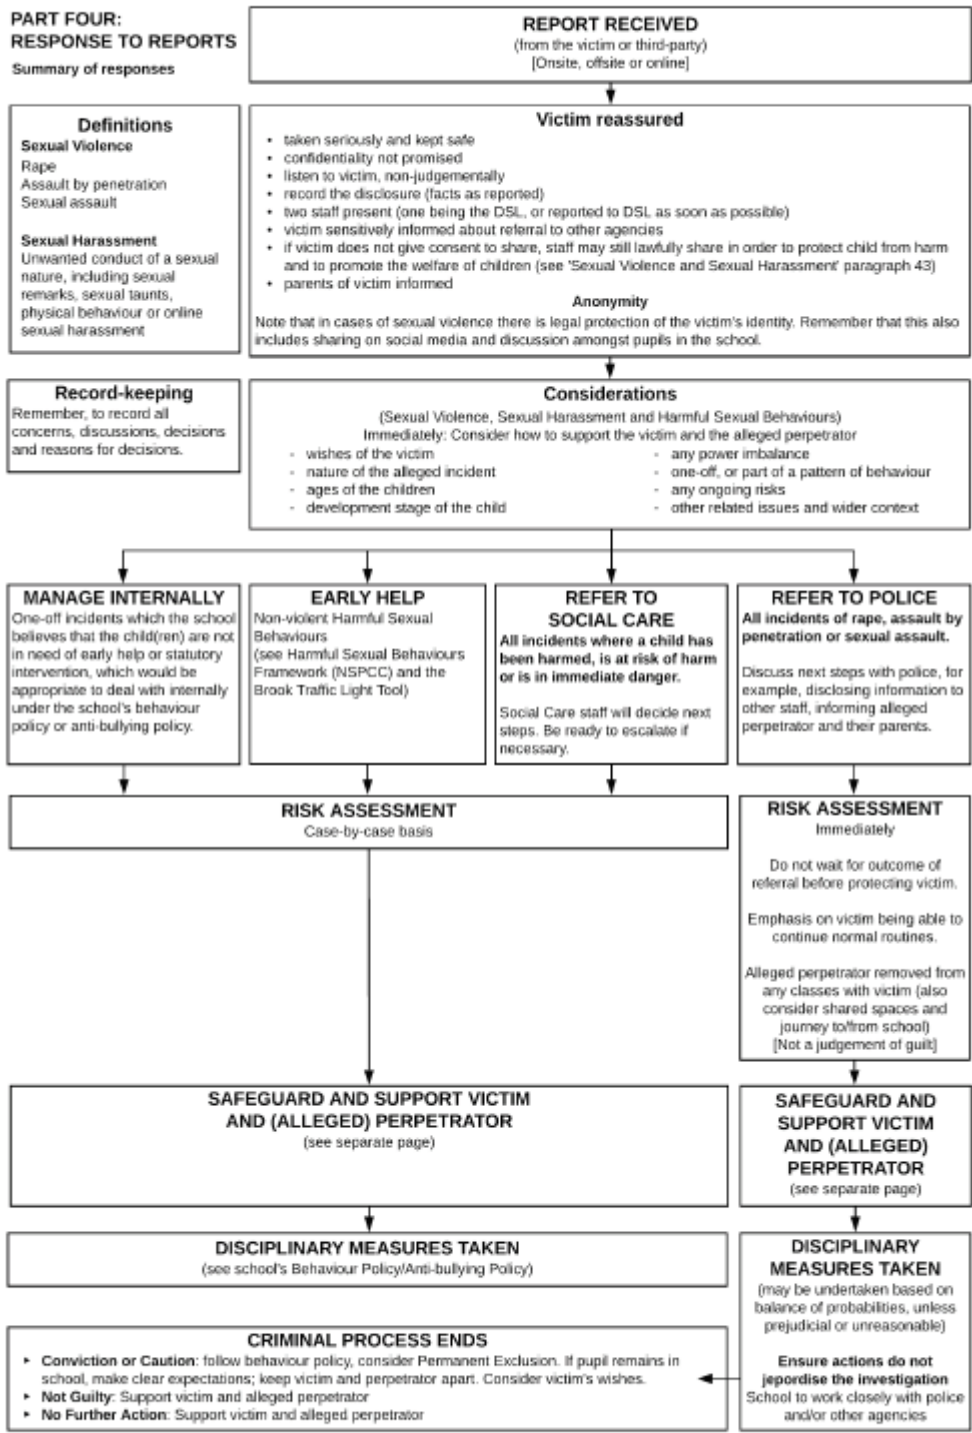 PART FOUR:
RESPONSE TO REPORTS
Summary of responses
REPORT RECEIVED
(from the victim or third-party)
[Onsite, offsite or online]
Definitions
Sexual Violence
Rape
Assault by penetration
Sexual assault
Sexual Harassment
Unwanted conduct of a sexual
nature, including sexual
remarks, sexual taunts,
physical behaviour or online
sexual harassment
Victim reassured
• taken seriously and kept safe
• confidentiality not promised
• listen to victim, non-judgementally
• record the disclosure (facts as reported)
• two staff present (one being the DSL, or reported to DSL as soon as possible)
• victim sensitively informed about referral to other agencies
• if victim does not give consent to share, staff may still lawfully share in order to protect child from harm
and to promote the welfare of children (see 'Sexual Violence and Sexual Harassment' paragraph 43)
• parents of victim informed
Anonymity
Note that in cases of sexual violence there is legal protection of the victim's identity. Remember that this also
includes sharing on social media and discussion amongst pupils in the school.
Record-keeping
Remember, to record all
concerns, discussions, decisions
and reasons for decisions.
Considerations
(Sexual Violence, Sexual Harassment and Harmful Sexual Behaviours)
Immediately: Consider how to support the victim and the alleged perpetrator
- wishes of the victim
- nature of the alleged incident
- ages of the children
- development stage of the child
- any power imbalance
- one-off, or part of a pattern of behaviour
- any ongoing risks
- other related issues and wider context
MANAGE INTERNALLY
One-off incidents which the school
believes that the child(ren) are not
in need of early help or statutory
intervention, which would be
appropriate to deal with internally
under the school's behaviour
policy or anti-bullying policy.
EARLY HELP
Non-violent Harmful Sexual
Behaviours
(see Harmful Sexual Behaviours
Framework (NSPCC) and the
Brook Traffic Light Tool)
REFER TO
SOCIAL CARE
All incidents where a child has
been harmed, is at risk of harm
or is in immediate danger.
Social Care staff will decide next
steps. Be ready to escalate if
necessary.
REFER TO POLICE
All incidents of rape, assault by
penetration or sexual assault.
Discuss next steps with police, for
example, disclosing information to
other staff, informing alleged
perpetrator and their parents.
RISK ASSESSMENT
Case-by-case basis
RISK ASSESSMENT
Immediately
Do not wait for outcome of
referral before protecting victim.
Emphasis on victim being able to
continue normal routines.
Alleged perpetrator removed from
any classes with victim (also
consider shared spaces and
journey to/from school)
[Not a judgement of guilt]
SAFEGUARD AND SUPPORT VICTIM
AND (ALLEGED) PERPETRATOR
(see separate page)
SAFEGUARD AND
SUPPORT VICTIM
AND (ALLEGED)
PERPETRATOR
(see separate page)
DISCIPLINARY MEASURES TAKEN
(see school's Behaviour Policy/Anti-bullying Policy)
DISCIPLINARY
MEASURES TAKEN
(may be undertaken based on
balance of probabilities, unless
prejudicial or unreasonable)
Ensure actions do not
jepordise the investigation
School to work closely with police
and/or other agencies
CRIMINAL PROCESS ENDS
▸ Conviction or Caution: follow behaviour policy, consider Permanent Exclusion. If pupil remains in
school, make clear expectations; keep victim and perpetrator apart. Consider victim's wishes.
▸ Not Guilty: Support victim and alleged perpetrator
▸ No Further Action: Support victim and alleged perpetrator